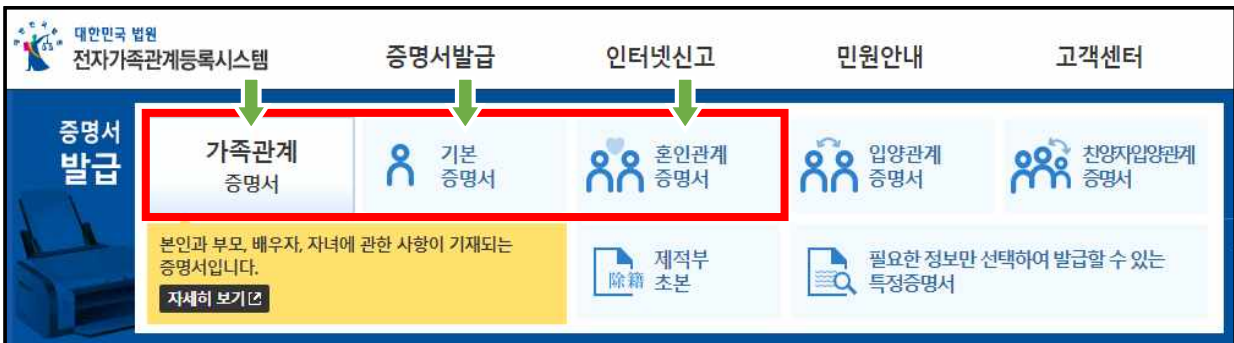 대한민국 법원
전자가족관계등록시스템
증명서발급
인터넷신고
민원안내
고객센터
증명서
발급
가족관계
증명서
기본
증명서
혼인관계
증명서
입양관계
증명서
친양자입양관계
증명서
본인과 부모, 배우자, 자녀에 관한 사항이 기재되는
증명서입니다.
자세히 보기
除籍
제적부
초본
필요한 정보만 선택하여 발급할 수 있는
특정증명서